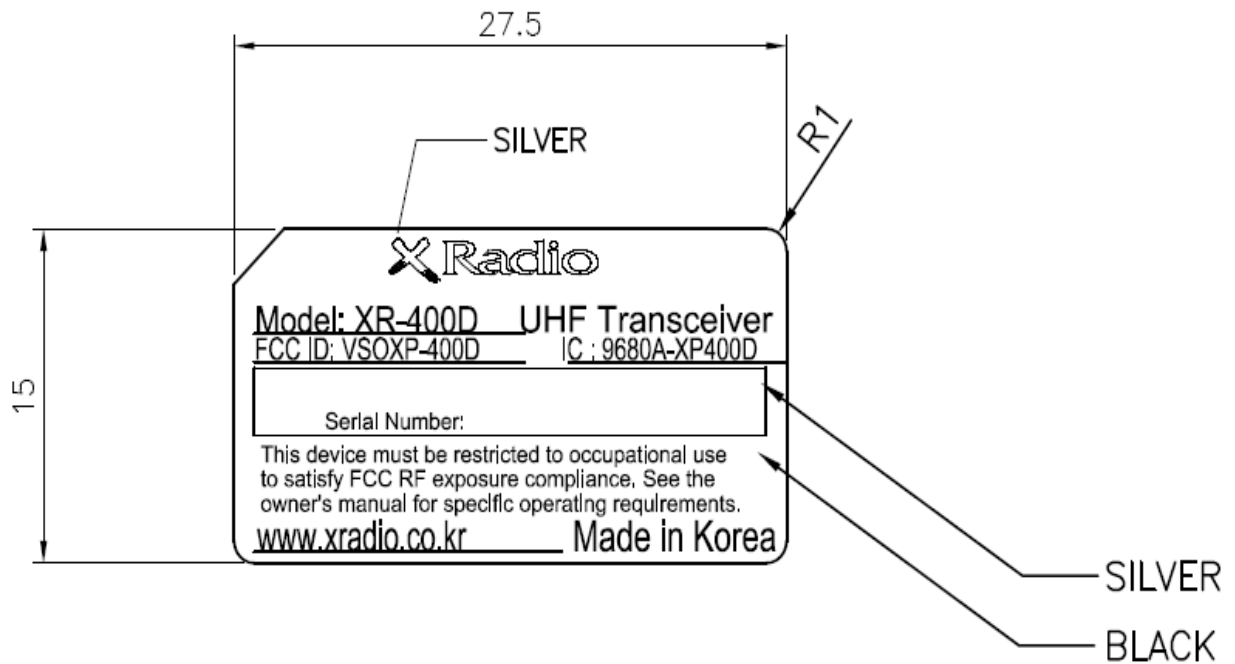 27.5
SILVER
R1
15
X Radio
Model: XR-400D UHF Transceiver
FCC ID: VSOXP-400D IC : 9680A-XP400D
Serial Number:
This device must be restricted to occupational use
to satisfy FCC RF exposure compliance. See the
owner's manual for specific operating requirements.
www.xradio.co.kr Made in Korea
SILVER
BLACK